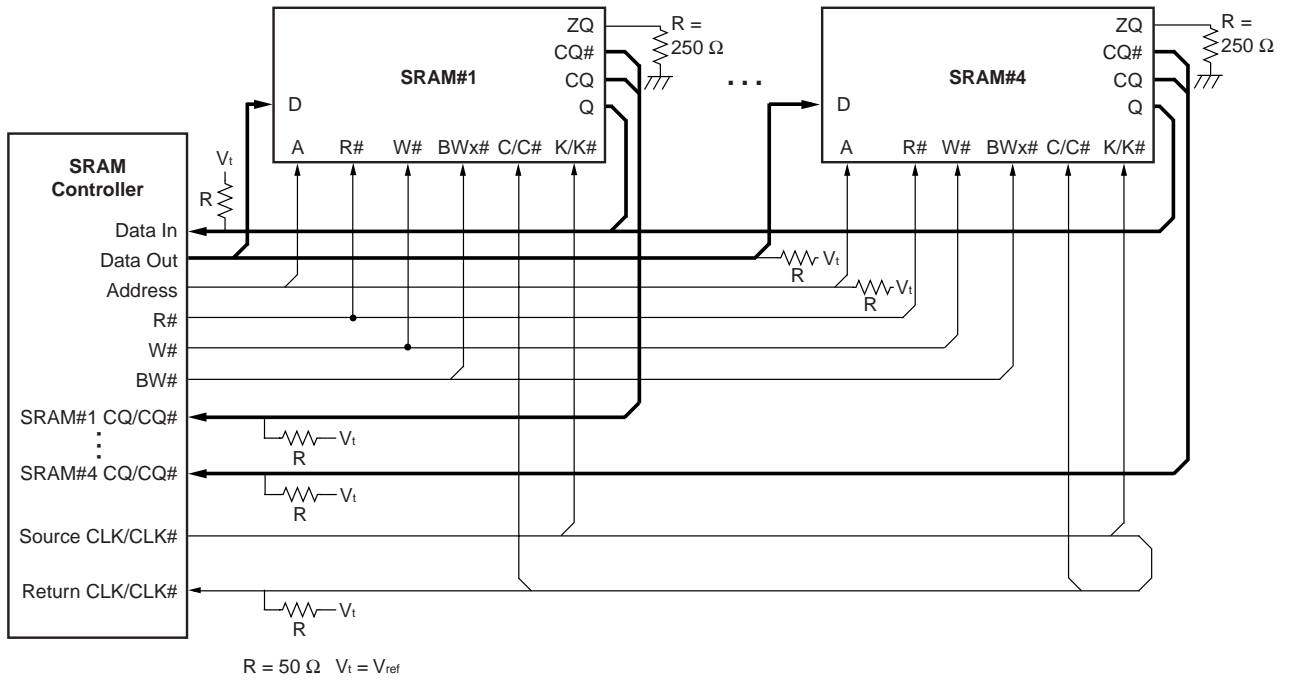 ZQ
R =
250 Ω
CQ#
CQ
Q
SRAM#1
D
A R# W# BWx# C/C# K/K#
...
ZQ
R =
250 Ω
CQ#
CQ
Q
SRAM#4
D
A R# W# BWx# C/C# K/K#
SRAM
Controller
Vt
R
Data In
Data Out
R Vt
Address
R Vt
R#
W#
BW#
SRAM#1 CQ/CQ#
R Vt
SRAM#4 CQ/CQ#
R Vt
Source CLK/CLK#
Return CLK/CLK#
R Vt
R = 50 Ω Vt = Vref